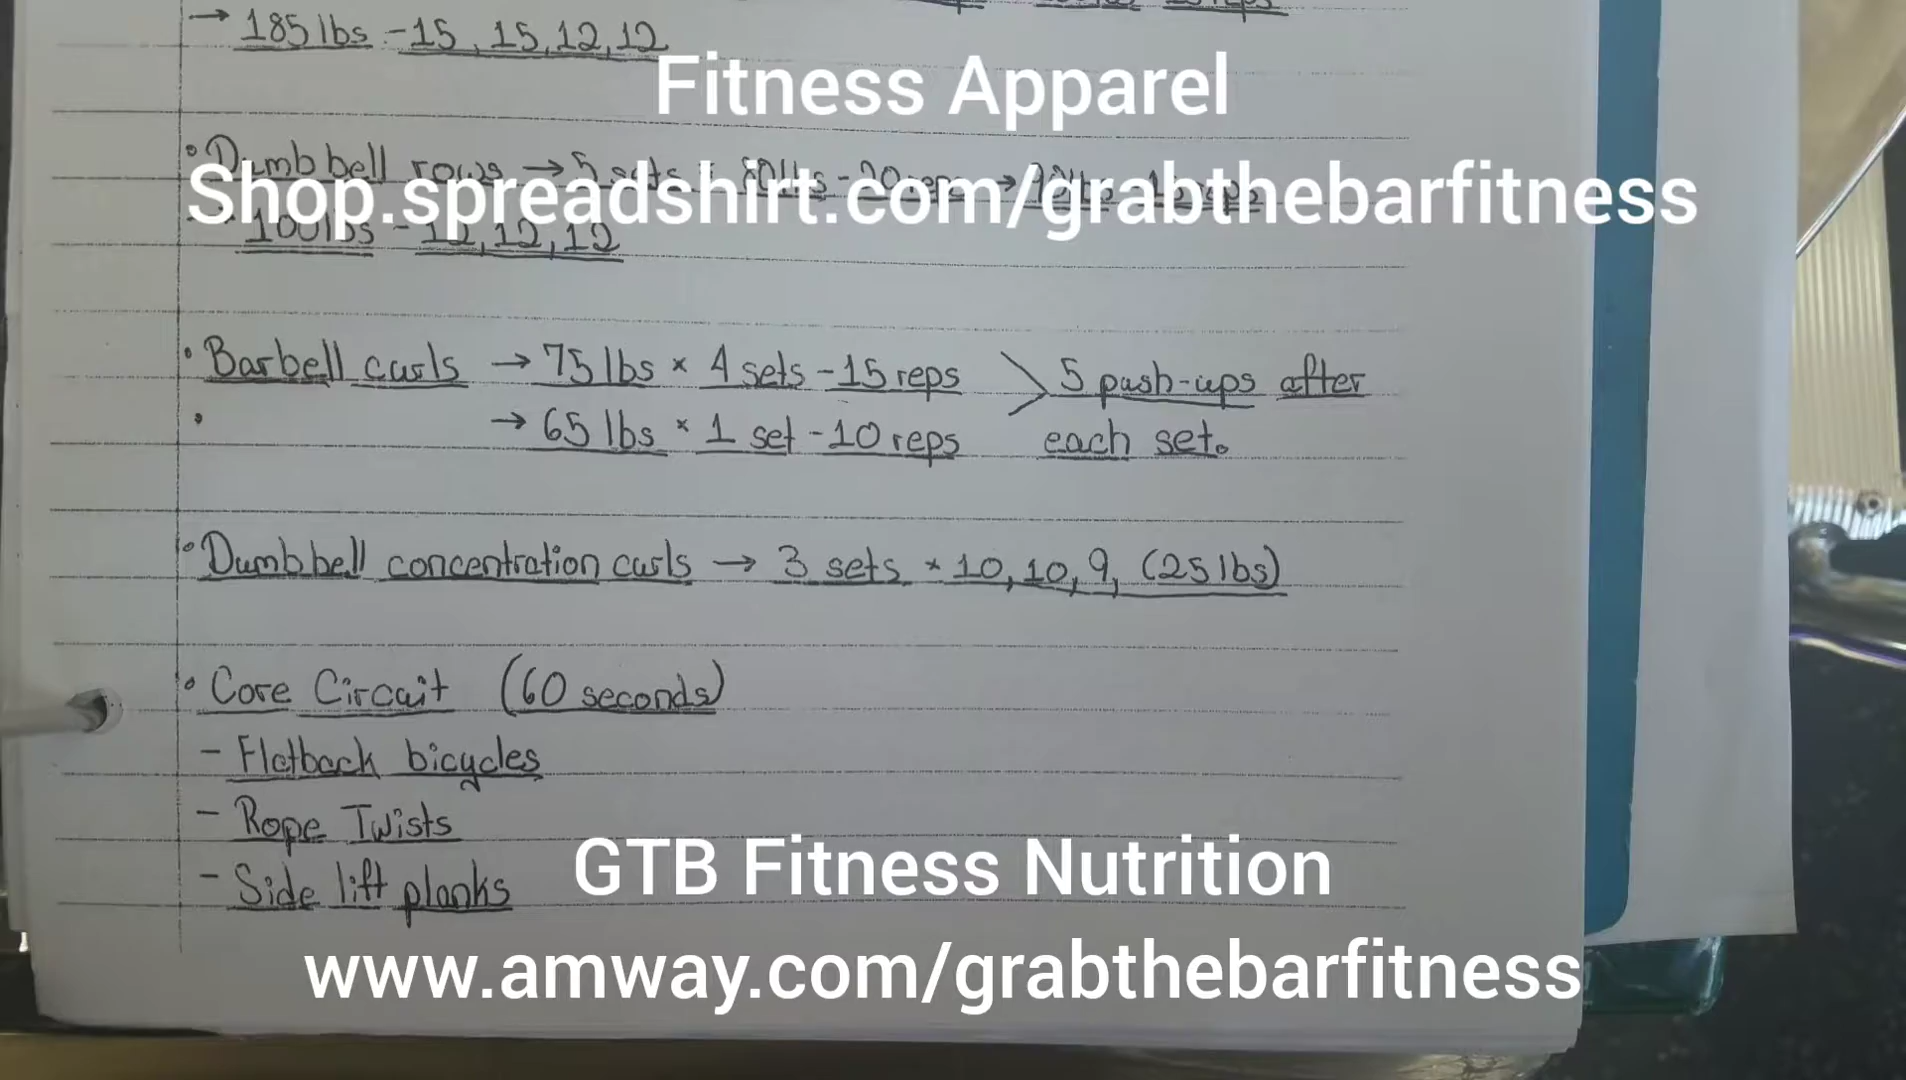 → 185 lbs - 15, 15, 12, 12
Fitness Apparel
• Dumbbell rows → 5 sets
Shop.spreadshirt.com/grabthebarfitness
100 lbs - 12, 12, 12
• Barbell curls → 75 lbs × 4 sets - 15 reps > 5 push-ups after
• → 65 lbs × 1 set - 10 reps each set.
• Dumbbell concentration curls → 3 sets × 10, 10, 9, (25 lbs)
• Core Circuit (60 seconds)
- Flatback bicycles
- Rope Twists
GTB Fitness Nutrition
- Side lift planks
www.amway.com/grabthebarfitness